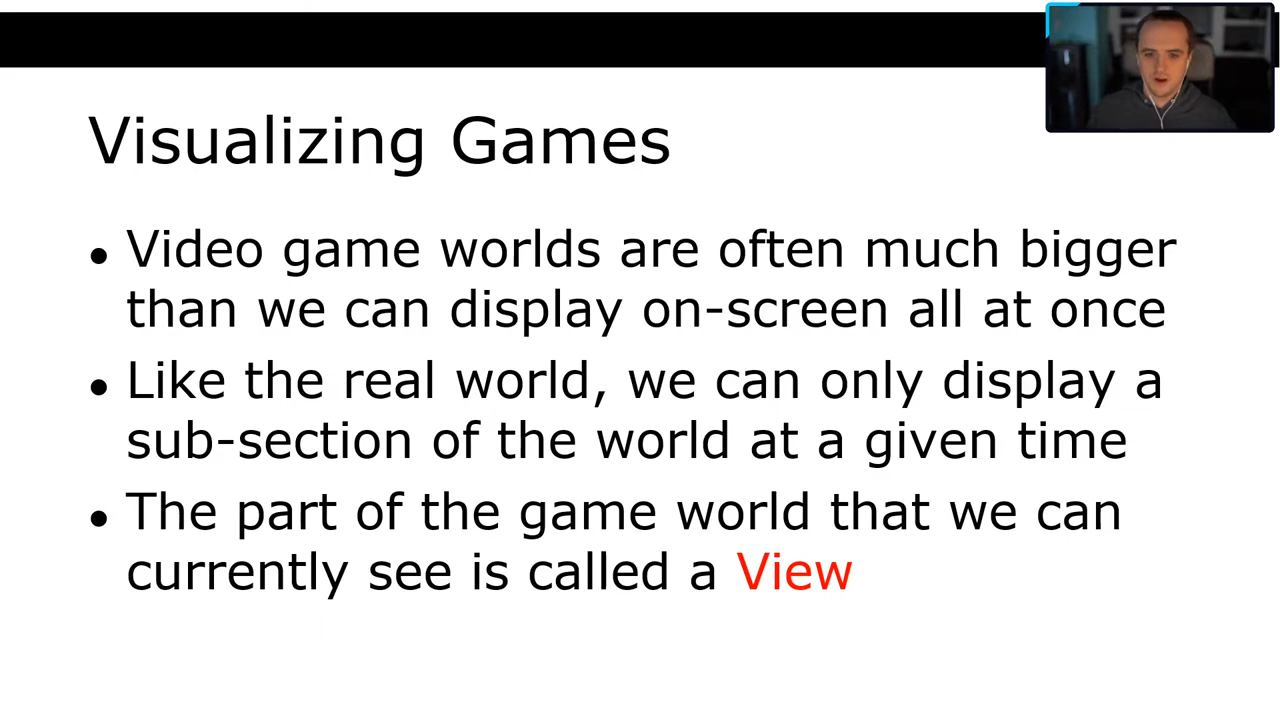 Visualizing Games
• Video game worlds are often much bigger
than we can display on-screen all at once
• Like the real world, we can only display a
sub-section of the world at a given time
• The part of the game world that we can
currently see is called a View